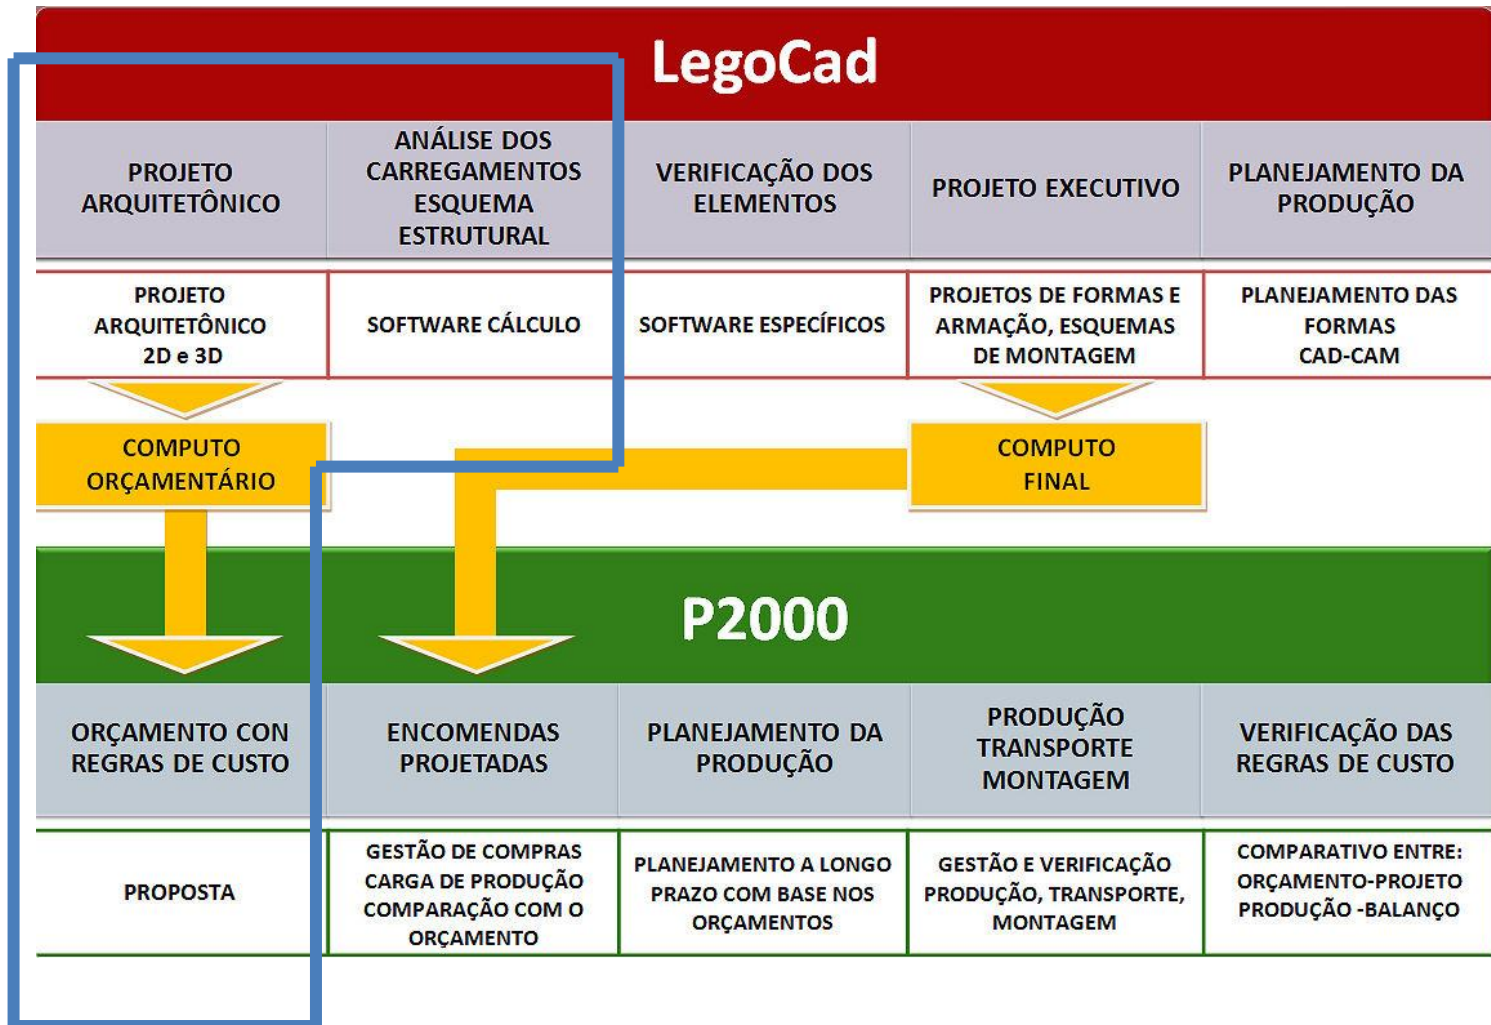 LegoCad
PROJETO
ARQUITETÔNICO
ANÁLISE DOS
CARREGAMENTOS
ESQUEMA
ESTRUTURAL
VERIFICAÇÃO DOS
ELEMENTOS
PROJETO EXECUTIVO
PLANEJAMENTO DA
PRODUÇÃO
PROJETO
ARQUITETÔNICO
2D e 3D
SOFTWARE CÁLCULO
SOFTWARE ESPECÍFICOS
PROJETOS DE FORMAS E
ARMAÇÃO, ESQUEMAS
DE MONTAGEM
PLANEJAMENTO DAS
FORMAS
CAD-CAM
COMPUTO
ORÇAMENTÁRIO
COMPUTO
FINAL
P2000
ORÇAMENTO CON
REGRAS DE CUSTO
ENCOMENDAS
PROJETADAS
PLANEJAMENTO DA
PRODUÇÃO
PRODUÇÃO
TRANSPORTE
MONTAGEM
VERIFICAÇÃO DAS
REGRAS DE CUSTO
PROPOSTA
GESTÃO DE COMPRAS
CARGA DE PRODUÇÃO
COMPARAÇÃO COM O
ORÇAMENTO
PLANEJAMENTO A LONGO
PRAZO COM BASE NOS
ORÇAMENTOS
GESTÃO E VERIFICAÇÃO
PRODUÇÃO, TRANSPORTE,
MONTAGEM
COMPARATIVO ENTRE:
ORÇAMENTO-PROJETO
PRODUÇÃO -BALANÇO